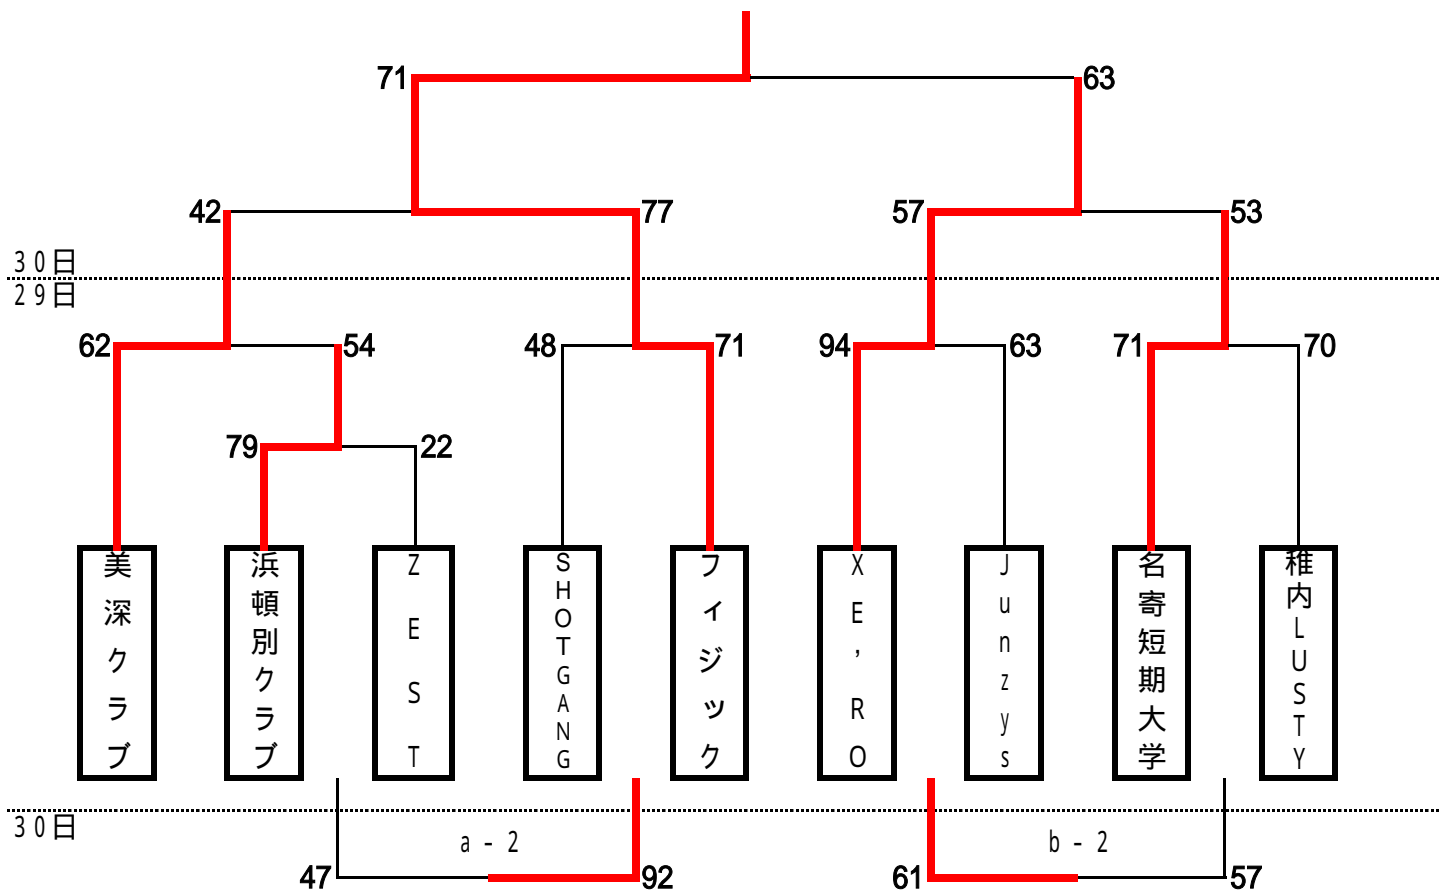 71 63
42 77 57 53
30日
29日
62 54 48 71 94 63 71 70
79 22
美深クラブ
浜頓別クラブ
ZEST
SHOTGANG
フィジック
XE’RO
Junzys
名寄短期大学
稚内LUSTY
30日
a-2 b-2
47 92 61 57